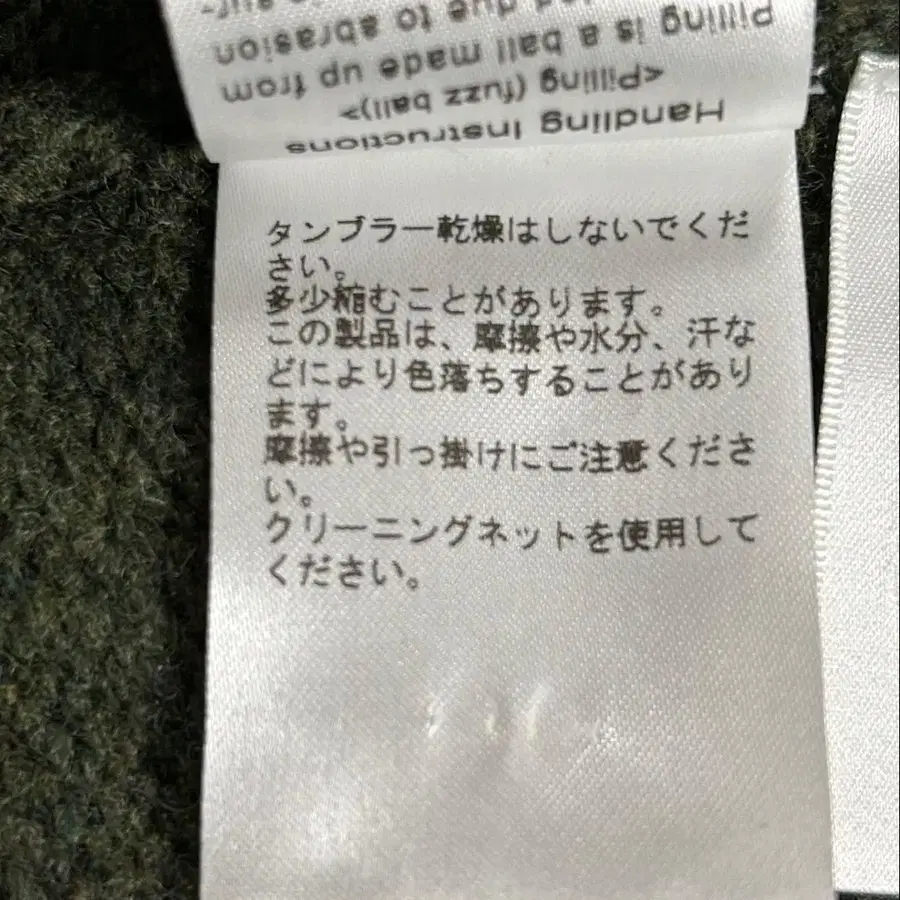 Handling Instructions
<Pilling (fuzz ball)>
Pilling is a ball made up from
due to abrasion
タンブラー乾燥はしないでくだ
さい。
多少縮むことがあります。
この製品は、摩擦や水分、汗な
どにより色落ちすることがあり
ます。
摩擦や引っ掛けにご注意くださ
い。
クリーニングネットを使用して
ください。